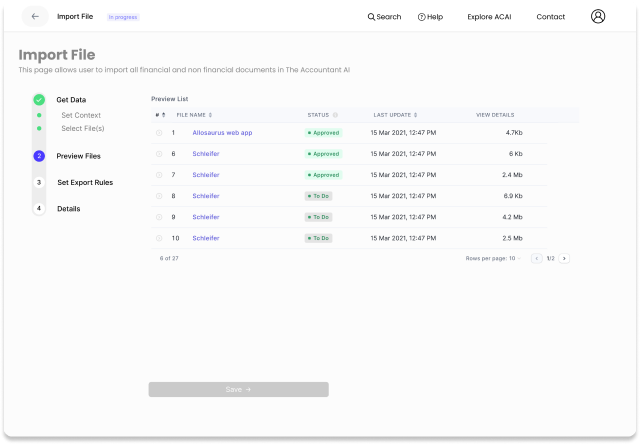 Import File In progress Search Help Explore ACAI Contact
Import File
This page allows user to import all financial and non financial documents in The Accountant AI
Get Data
Set Context
Select File(s)
2 Preview Files
3 Set Export Rules
4 Details
Preview List
# FILE NAME STATUS LAST UPDATE VIEW DETAILS
1 Allosaurus web app Approved 15 Mar 2021, 12:47 PM 4.7Kb
6 Schleifer Approved 15 Mar 2021, 12:47 PM 6 Kb
7 Schleifer Approved 15 Mar 2021, 12:47 PM 2.4 Mb
8 Schleifer To Do 15 Mar 2021, 12:47 PM 6.9 Kb
9 Schleifer To Do 15 Mar 2021, 12:47 PM 4.2 Mb
10 Schleifer To Do 15 Mar 2021, 12:47 PM 2.5 Mb
6 of 27 Rows per page: 10 1/2
Save →